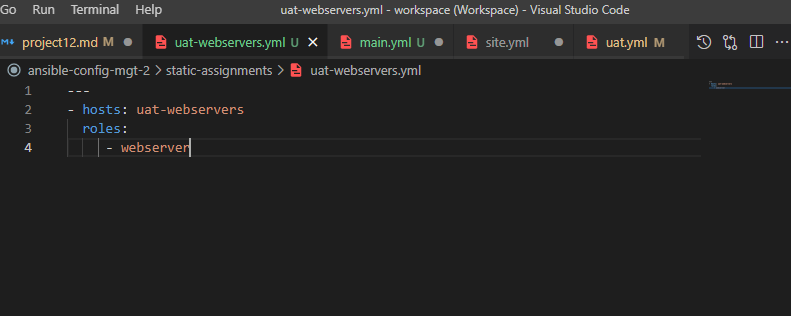 Go Run Terminal Help uat-webservers.yml - workspace (Workspace) - Visual Studio Code
project12.md M uat-webservers.yml U main.yml U site.yml uat.yml M
ansible-config-mgt-2 > static-assignments > uat-webservers.yml
1 ---
2 - hosts: uat-webservers
3 roles:
4 - webserver